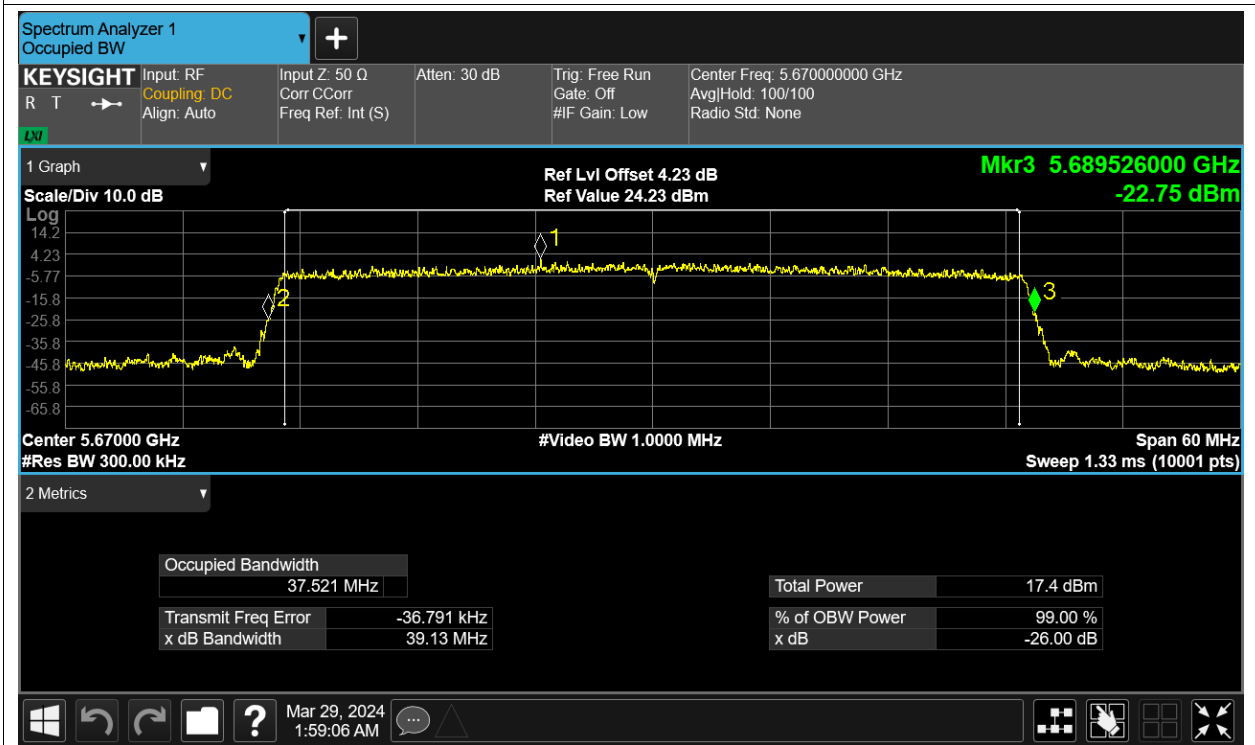 Spectrum Analyzer 1
Occupied BW
KEYSIGHT
R T
LXI
Input: RF
Coupling: DC
Align: Auto
Input Z: 50 Ω
Corr CCorr
Freq Ref: Int (S)
Atten: 30 dB
Trig: Free Run
Gate: Off
#IF Gain: Low
Center Freq: 5.670000000 GHz
Avg|Hold: 100/100
Radio Std: None
1 Graph
Scale/Div 10.0 dB
Ref Lvl Offset 4.23 dB
Ref Value 24.23 dBm
Mkr3 5.689526000 GHz
-22.75 dBm
Log
14.2
4.23
-5.77
-15.8
-25.8
-35.8
-45.8
-55.8
-65.8
1
2
3
Center 5.67000 GHz
#Res BW 300.00 kHz
#Video BW 1.0000 MHz
Span 60 MHz
Sweep 1.33 ms (10001 pts)
2 Metrics
Occupied Bandwidth
37.521 MHz
Transmit Freq Error -36.791 kHz
x dB Bandwidth 39.13 MHz
Total Power 17.4 dBm
% of OBW Power 99.00 %
x dB -26.00 dB
?
Mar 29, 2024
1:59:06 AM